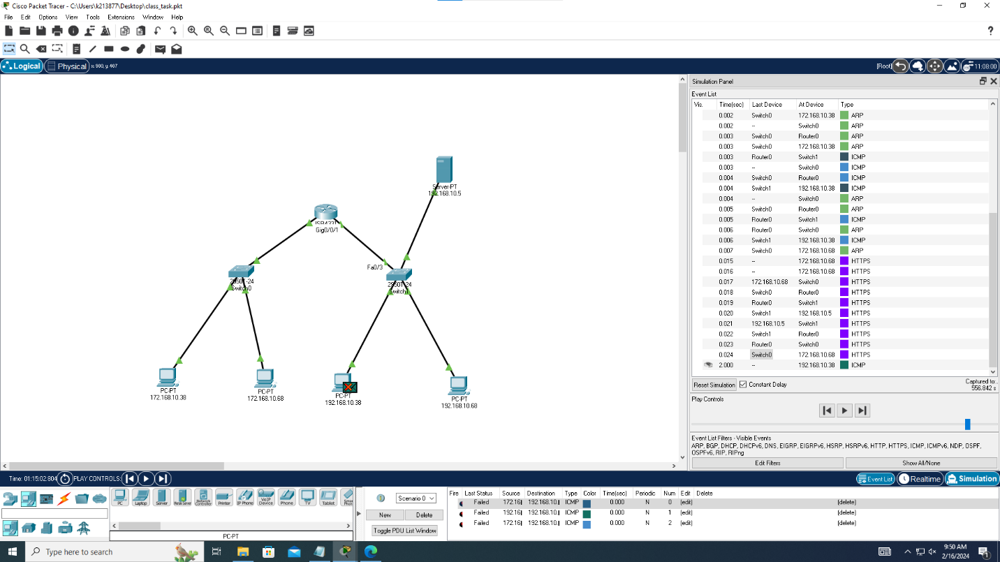 Cisco Packet Tracer - C:\Users\k213877\Desktop\class_task.pkt
File Edit Options View Tools Extensions Window Help
?
Logical Physical x: 900, y: 407 [Root] 11:08:00
Server-PT
192.168.10.5
Gig0/0/1
Fa0/3
Switch0
PC-PT
172.168.10.38
PC-PT
172.168.10.68
PC-PT
192.168.10.38
PC-PT
192.168.10.68
Simulation Panel
Event List
Vis. Time(sec) Last Device At Device Type
0.002 Switch0 172.168.10.38 ARP
0.002 -- Switch0 ARP
0.003 Switch0 Router0 ARP
0.003 Switch0 172.168.10.38 ARP
0.003 Router0 Switch1 ICMP
0.003 -- Switch0 ICMP
0.004 Switch0 Router0 ICMP
0.004 Switch1 192.168.10.38 ICMP
0.004 -- Switch0 ARP
0.005 Switch0 Router0 ARP
0.005 Router0 Switch1 ICMP
0.006 Router0 Switch0 ARP
0.006 Switch1 192.168.10.38 ICMP
0.007 Switch0 172.168.10.68 ARP
0.015 -- 172.168.10.68 HTTPS
0.016 -- 172.168.10.68 HTTPS
0.017 172.168.10.68 Switch0 HTTPS
0.018 Switch0 Router0 HTTPS
0.019 Router0 Switch1 HTTPS
0.020 Switch1 192.168.10.5 HTTPS
0.021 192.168.10.5 Switch1 HTTPS
0.022 Switch1 Router0 HTTPS
0.023 Router0 Switch0 HTTPS
0.024 Switch0 172.168.10.68 HTTPS
2.000 -- 192.168.10.38 ICMP
Reset Simulation Constant Delay Captured to:
556.842 s
Play Controls
Event List Filters - Visible Events
ARP, BGP, DHCP, DHCPv6, DNS, EIGRP, EIGRPv6, HSRP, HSRPv6, HTTP, HTTPS, ICMP, ICMPv6, NDP, OSPF,
OSPFv6, RIP, RIPng
Edit Filters Show All/None
Time: 01:15:02.804 PLAY CONTROLS: Event List Realtime Simulation
PC Laptop Server Printer IP Phone VoIP Device Phone TV Tablet
PC-PT
Scenario 0
New Delete
Toggle PDU List Window
Fire Last Status Source Destination Type Color Time(sec) Periodic Num Edit Delete
Failed 172.16 192.168.10. ICMP 0.000 N 0 (edit) (delete)
Failed 192.16 192.168.10. ICMP 0.000 N 1 (edit) (delete)
Failed 172.16 192.168.10. ICMP 0.000 N 2 (edit) (delete)
Type here to search
9:50 AM
2/16/2024
1